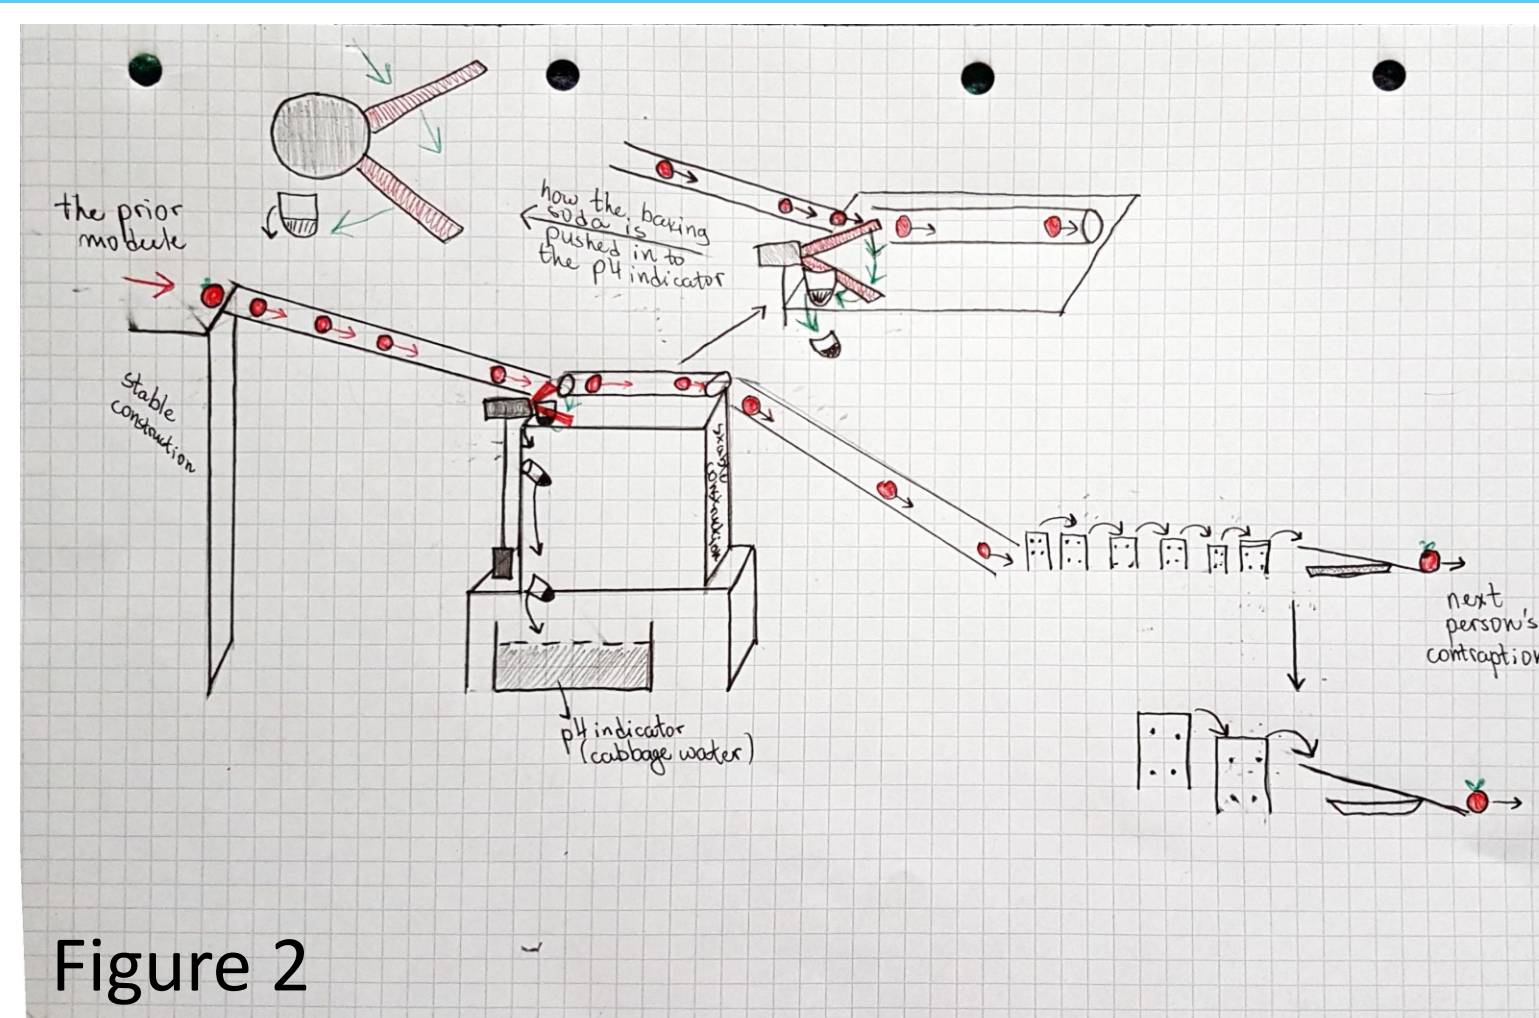 the prior
module
how the baking
soda is
pushed in to
the pH indicator
stable
construction
next
person's
contraption
pH indicator
(cabbage water)
Figure 2